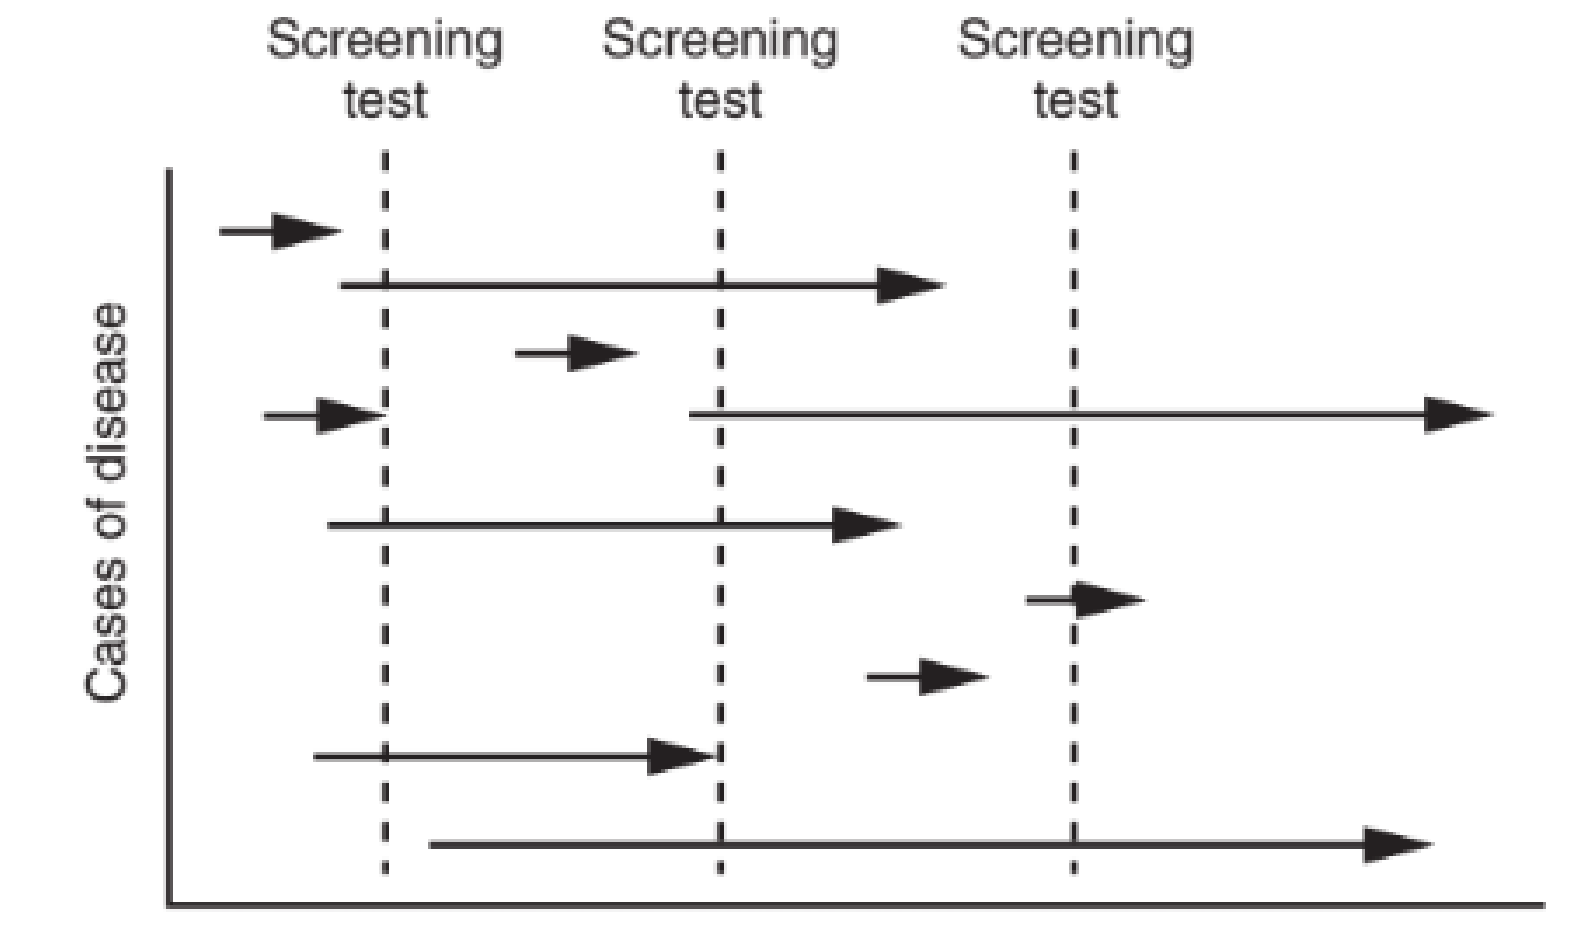 Screening
test
Screening
test
Screening
test
Cases of disease